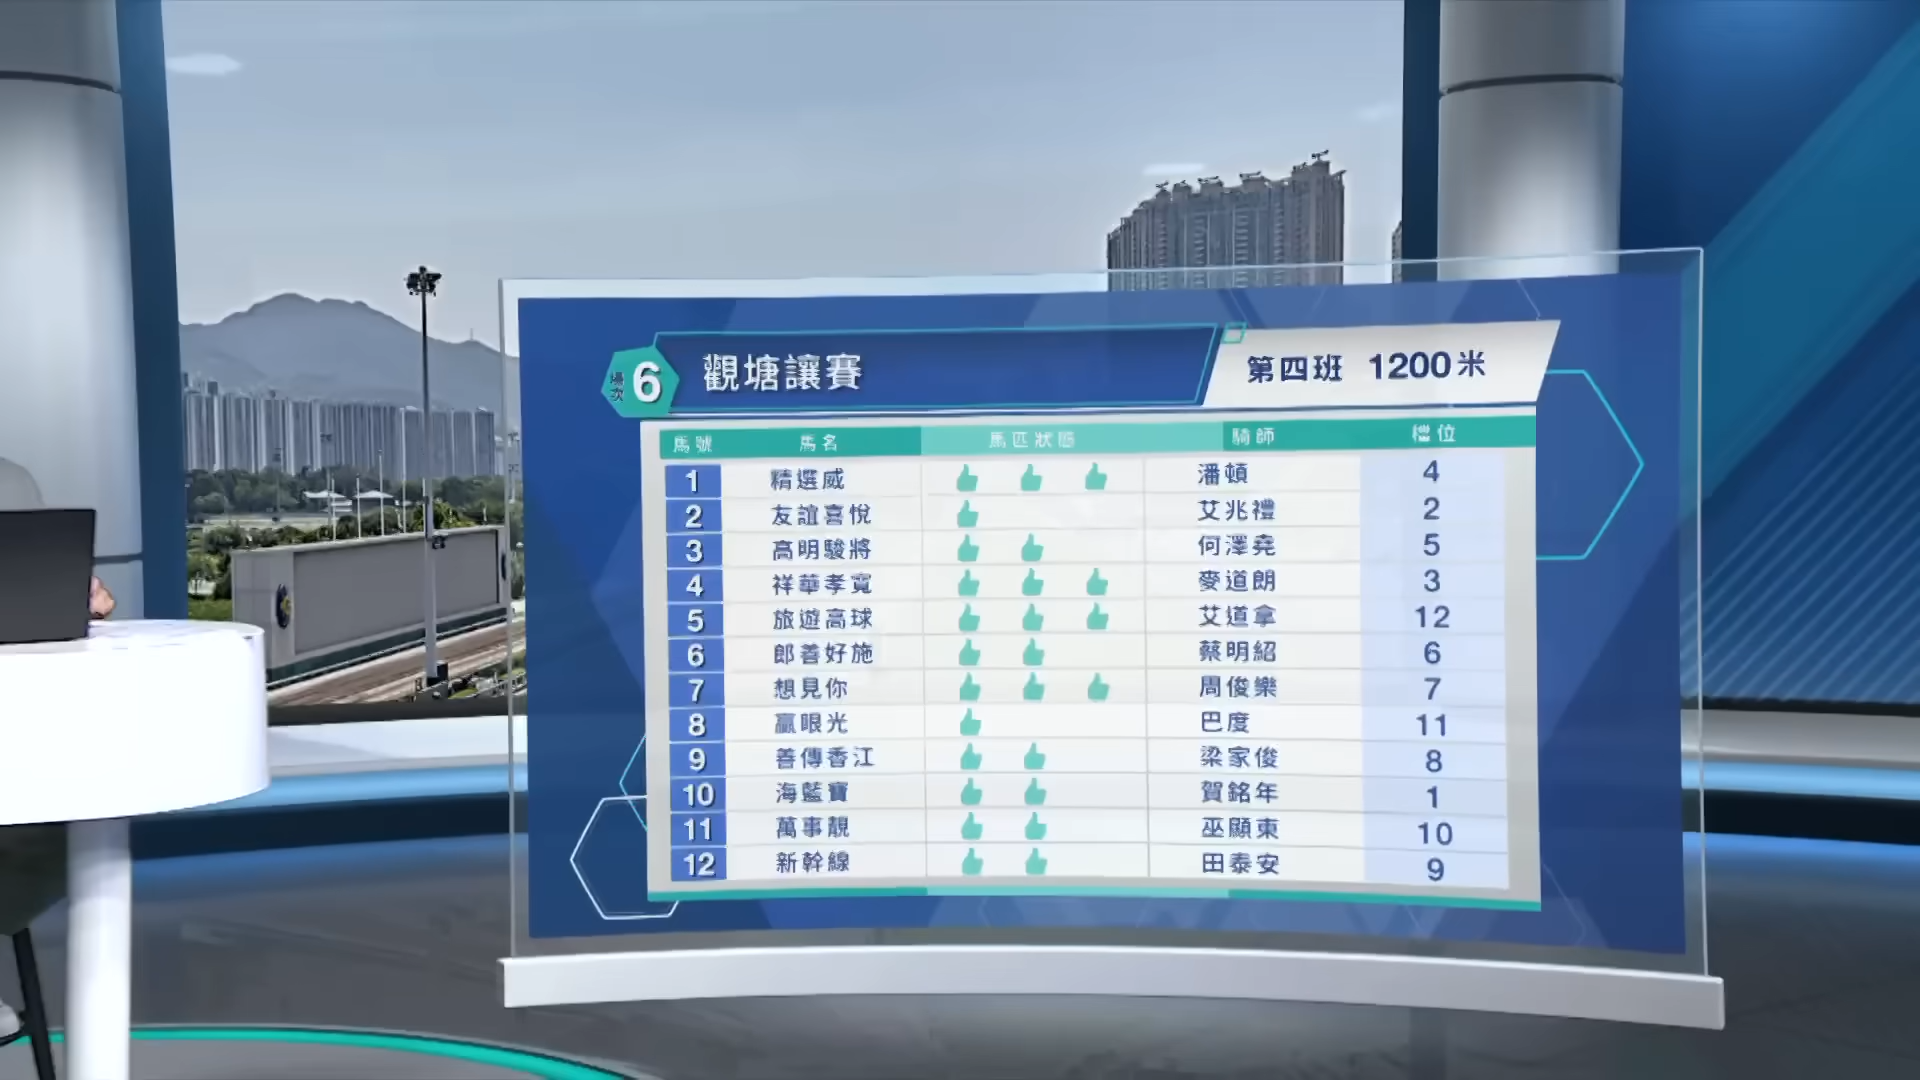 場次 6 觀塘讓賽 第四班 1200米
馬號 馬名 馬匹狀態 騎師 檔位
1 精選威 潘頓 4
2 友誼喜悅 艾兆禮 2
3 高明駿將 何澤堯 5
4 祥華孝寬 麥道朗 3
5 旅遊高球 艾道拿 12
6 郎善好施 蔡明紹 6
7 想見你 周俊樂 7
8 贏眼光 巴度 11
9 善傳香江 梁家俊 8
10 海藍寶 賀銘年 1
11 萬事靚 巫顯東 10
12 新幹線 田泰安 9